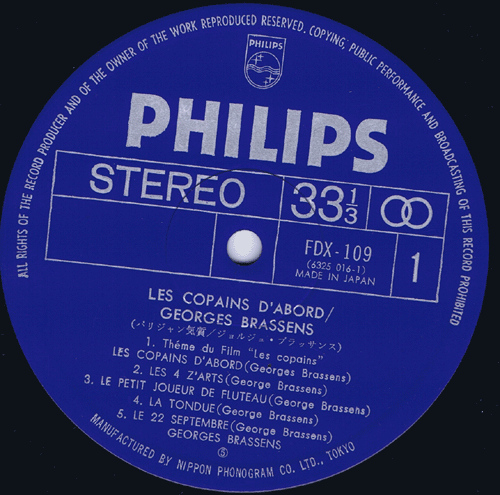 ALL RIGHTS OF THE RECORD PRODUCER AND OF THE OWNER OF THE WORK REPRODUCED RESERVED. COPYING, PUBLIC PERFORMANCE AND BROADCASTING OF THIS RECORD PROHIBITED
PHILIPS
PHILIPS
STEREO 33 1/3
FDX-109
(6325 016-1)
MADE IN JAPAN
1
LES COPAINS D'ABORD/
GEORGES BRASSENS
(パリジャン気質/ジョルジュ・ブラッサンス)
1. Théme du Film "Les copains"
LES COPAINS D'ABORD(Georges Brassens)
2. LES 4 Z'ARTS(George Brassens)
3. LE PETIT JOUEUR DE FLUTEAU(George Brassens)
4. LA TONDUE(George Brassens)
5. LE 22 SEPTEMBRE(George Brassens)
GEORGES BRASSENS
MANUFACTURED BY NIPPON PHONOGRAM CO. LTD., TOKYO